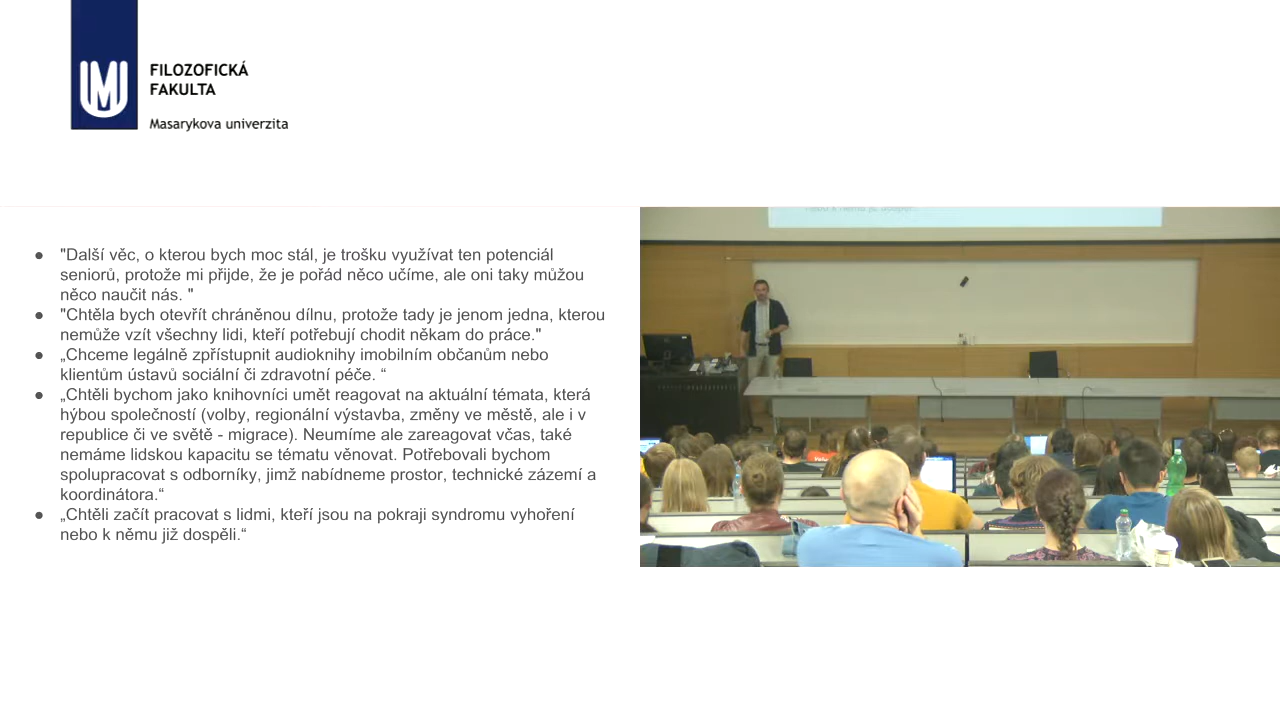 FILOZOFICKÁ
FAKULTA
Masarykova univerzita
● "Další věc, o kterou bych moc stál, je trošku využívat ten potenciál
seniorů, protože mi přijde, že je pořád něco učíme, ale oni taky můžou
něco naučit nás. "
● "Chtěla bych otevřít chráněnou dílnu, protože tady je jenom jedna, kterou
nemůže vzít všechny lidi, kteří potřebují chodit někam do práce."
● „Chceme legálně zpřístupnit audioknihy imobilním občanům nebo
klientům ústavů sociální či zdravotní péče. “
● „Chtěli bychom jako knihovníci umět reagovat na aktuální témata, která
hýbou společností (volby, regionální výstavba, změny ve městě, ale i v
republice či ve světě - migrace). Neumíme ale zareagovat včas, také
nemáme lidskou kapacitu se tématu věnovat. Potřebovali bychom
spolupracovat s odborníky, jimž nabídneme prostor, technické zázemí a
koordinátora.“
● „Chtěli začít pracovat s lidmi, kteří jsou na pokraji syndromu vyhoření
nebo k němu již dospěli.“